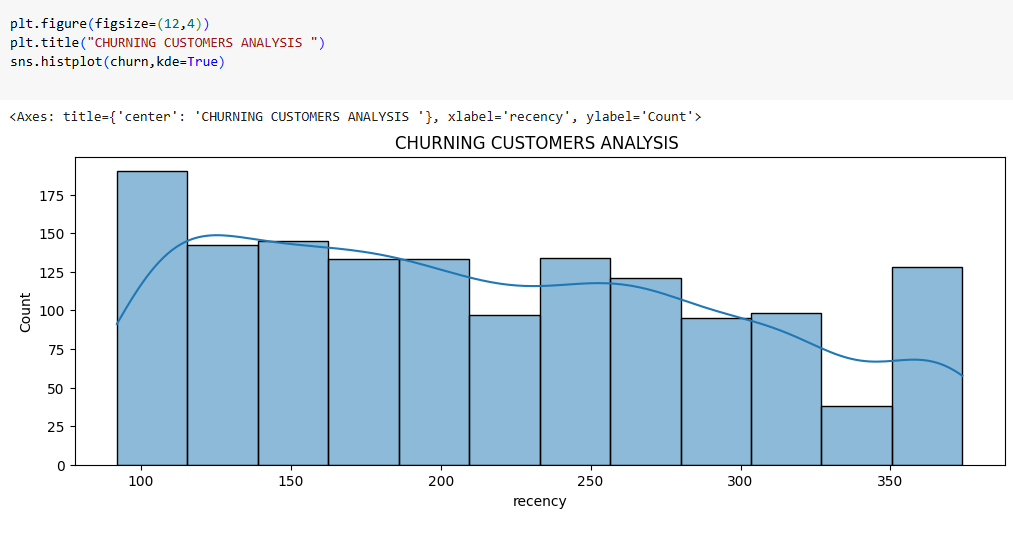 plt.figure(figsize=(12,4))
plt.title("CHURNING CUSTOMERS ANALYSIS ")
sns.histplot(churn,kde=True)
<Axes: title={'center': 'CHURNING CUSTOMERS ANALYSIS '}, xlabel='recency', ylabel='Count'>
CHURNING CUSTOMERS ANALYSIS
175
150
125
100
75
50
25
0
Count
100 150 200 250 300 350
recency